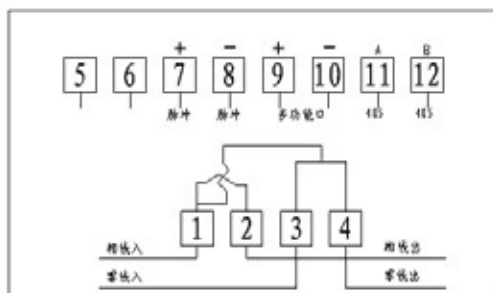 + − + − A B
5 6 7 8 9 10 11 12
脉冲 脉冲 多功能口 485 485
1 2 3 4
相线入 相线出
零线入 零线出